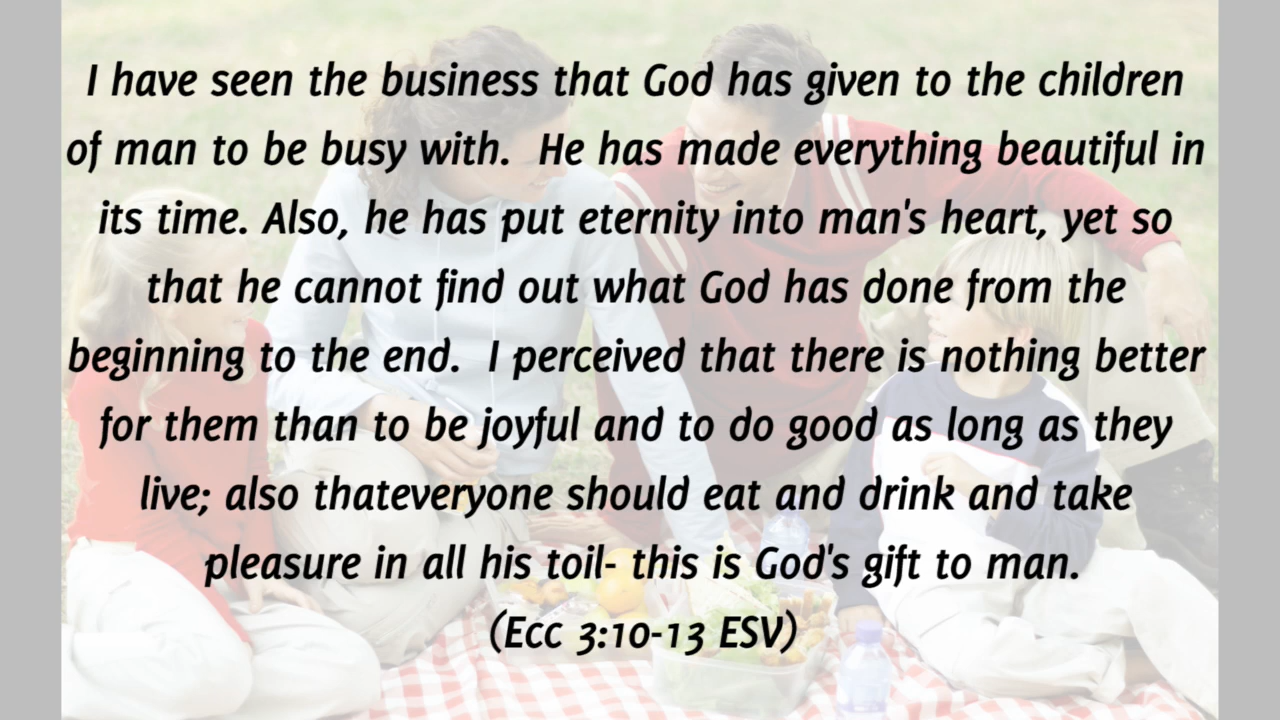 I have seen the business that God has given to the children
of man to be busy with.  He has made everything beautiful in
its time. Also, he has put eternity into man's heart, yet so
that he cannot find out what God has done from the
beginning to the end.  I perceived that there is nothing better
for them than to be joyful and to do good as long as they
live; also thateveryone should eat and drink and take
pleasure in all his toil- this is God's gift to man.
(Ecc 3:10-13 ESV)